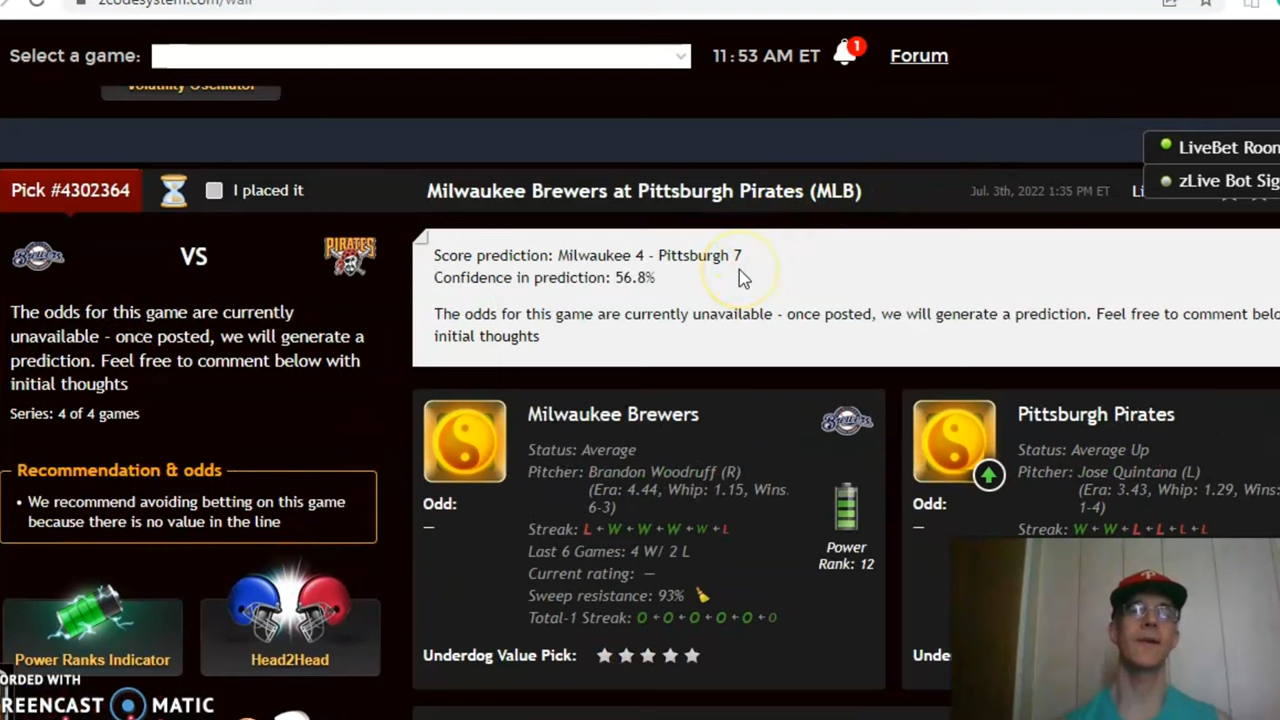 zcodesystem.com/wall
Select a game:
11:53 AM ET
1
Forum
Volatility Oscillator
LiveBet Room
zLive Bot Sig
Pick #4302364
I placed it
Milwaukee Brewers at Pittsburgh Pirates (MLB)
Jul. 3th, 2022 1:35 PM ET
Li
VS
PIRATES
Score prediction: Milwaukee 4 - Pittsburgh 7
Confidence in prediction: 56.8%
The odds for this game are currently unavailable - once posted, we will generate a prediction. Feel free to comment belo
initial thoughts
The odds for this game are currently
unavailable - once posted, we will generate a
prediction. Feel free to comment below with
initial thoughts
Series: 4 of 4 games
Recommendation & odds
• We recommend avoiding betting on this game
because there is no value in the line
Power Ranks Indicator
Head2Head
Milwaukee Brewers
Status: Average
Pitcher: Brandon Woodruff (R)
(Era: 4.44, Whip: 1.15, Wins.
6-3)
Odd:
—
Streak: L W W W W L
Last 6 Games: 4 W/ 2 L
Current rating: —
Sweep resistance: 93%
Total-1 Streak: O O O O O O
Power
Rank: 12
Underdog Value Pick:
Pittsburgh Pirates
Status: Average Up
Pitcher: Jose Quintana (L)
(Era: 3.43, Whip: 1.29, Wins.
1-4)
Odd:
—
Streak: W W L L L L
Unde
ORDED WITH
REENCAST MATIC